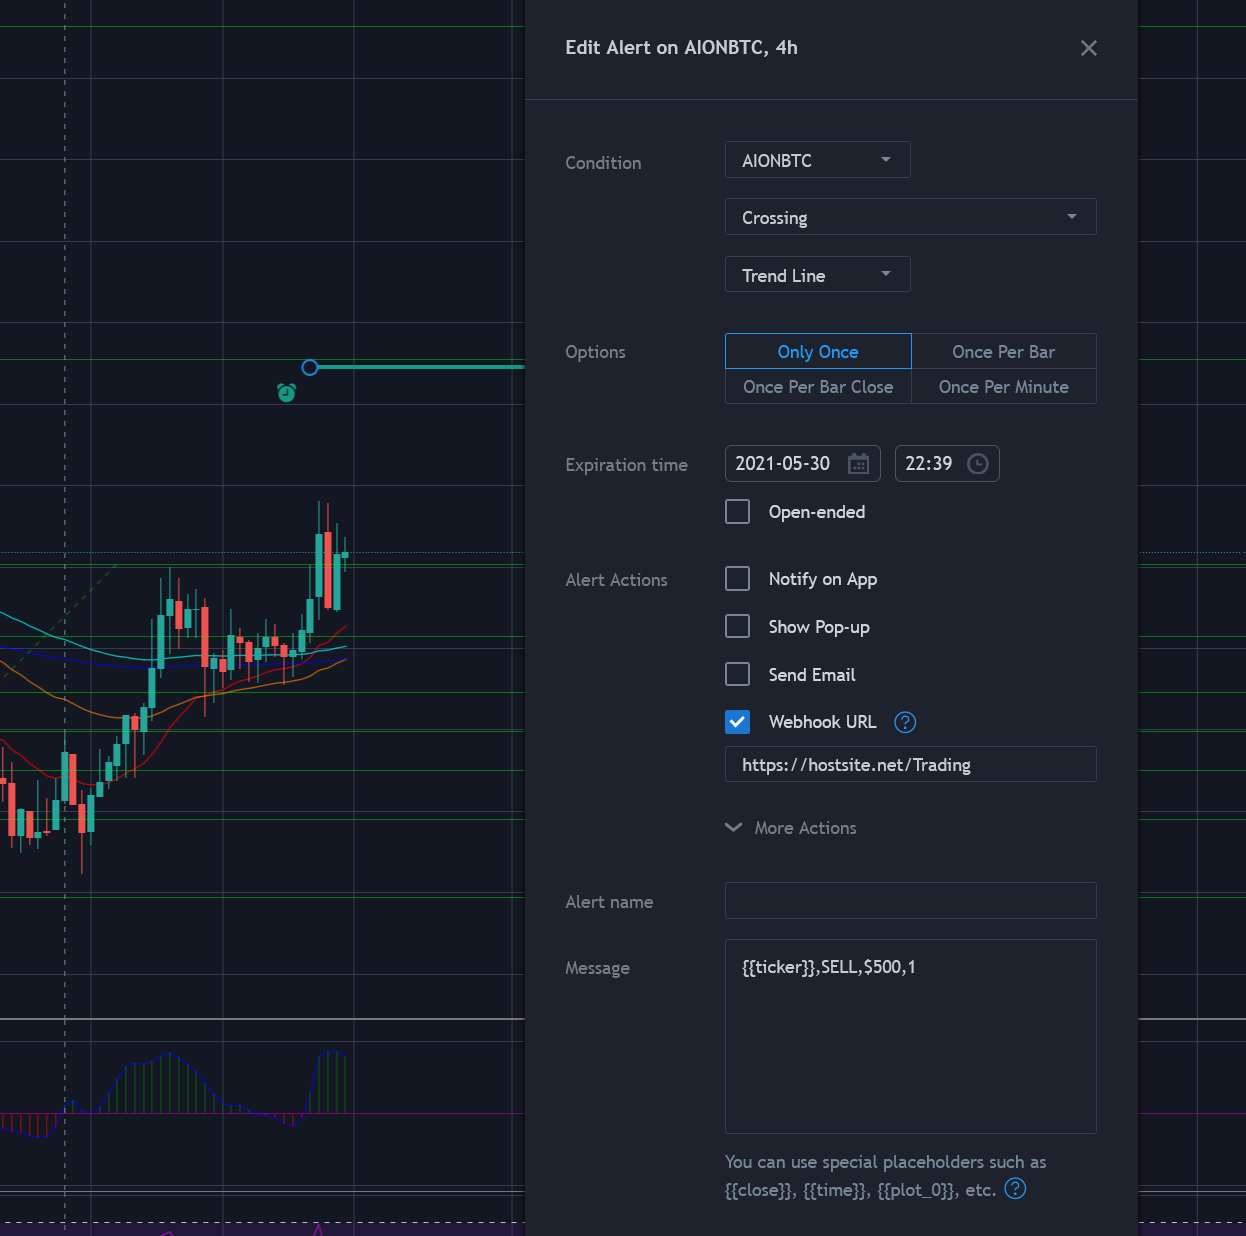 Edit Alert on AIONBTC, 4h
Condition
AIONBTC
Crossing
Trend Line
Options
Only Once
Once Per Bar
Once Per Bar Close
Once Per Minute
Expiration time
2021-05-30
22:39
Open-ended
Alert Actions
Notify on App
Show Pop-up
Send Email
Webhook URL
https://hostsite.net/Trading
More Actions
Alert name
Message
{{ticker}},SELL,$500,1
You can use special placeholders such as
{{close}}, {{time}}, {{plot_0}}, etc.